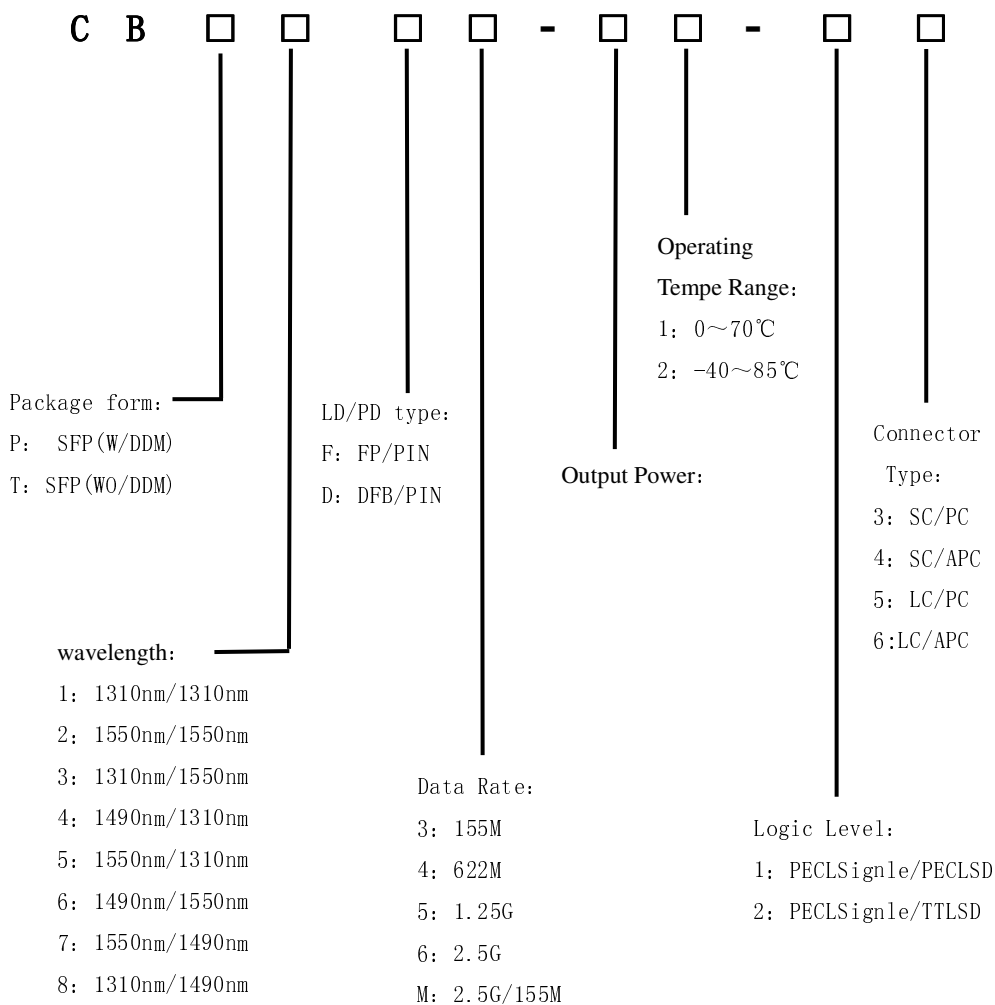 C B □ □ □ □ - □ □ - □ □
Operating
Tempe Range：
1：0～70℃
2：-40～85℃
Package form：
P： SFP(W/DDM)
T：SFP(WO/DDM)
LD/PD type：
F：FP/PIN
D：DFB/PIN
Output Power：
Connector
Type：
3：SC/PC
4：SC/APC
5：LC/PC
6:LC/APC
wavelength：
1：1310nm/1310nm
2：1550nm/1550nm
3：1310nm/1550nm
4：1490nm/1310nm
5：1550nm/1310nm
6：1490nm/1550nm
7：1550nm/1490nm
8：1310nm/1490nm
Data Rate：
3：155M
4：622M
5：1.25G
6：2.5G
M：2.5G/155M
Logic Level：
1：PECLSignle/PECLSD
2：PECLSignle/TTLSD